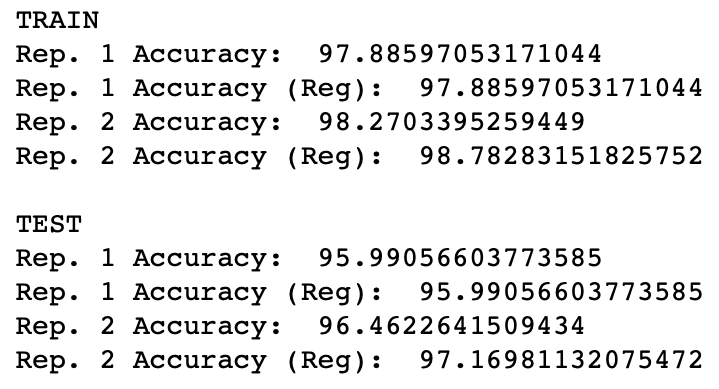 TRAIN
Rep. 1 Accuracy:  97.88597053171044
Rep. 1 Accuracy (Reg):  97.88597053171044
Rep. 2 Accuracy:  98.2703395259449
Rep. 2 Accuracy (Reg):  98.78283151825752

TEST
Rep. 1 Accuracy:  95.99056603773585
Rep. 1 Accuracy (Reg):  95.99056603773585
Rep. 2 Accuracy:  96.4622641509434
Rep. 2 Accuracy (Reg):  97.16981132075472